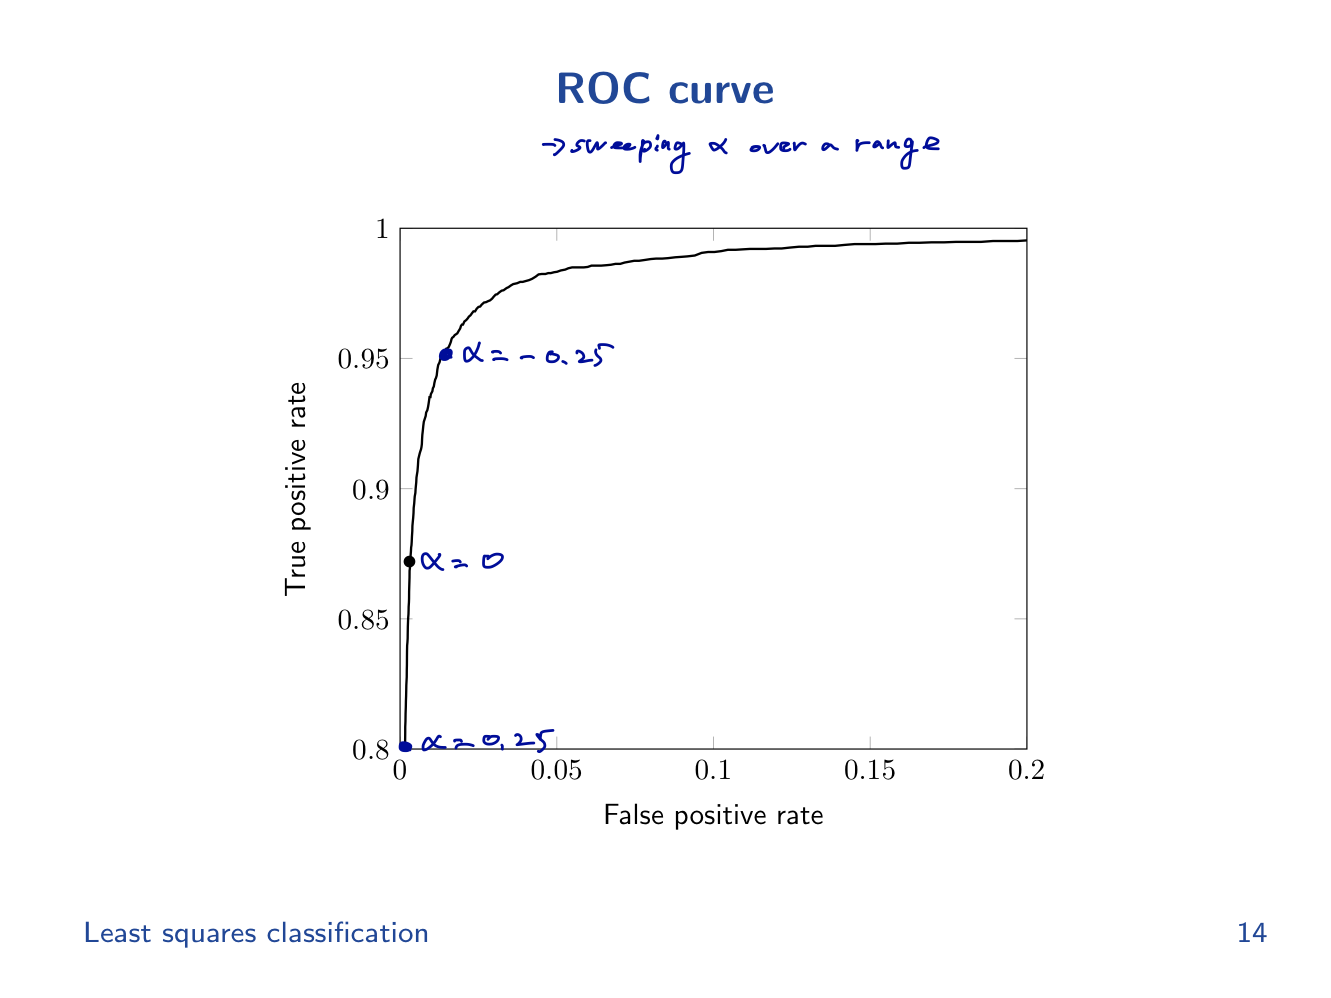 ROC curve
→ sweeping α over a range
1
0.95
0.9
0.85
0.8
True positive rate
α = -0.25
α = 0
α = 0.25
0 0.05 0.1 0.15 0.2
False positive rate
Least squares classification 14